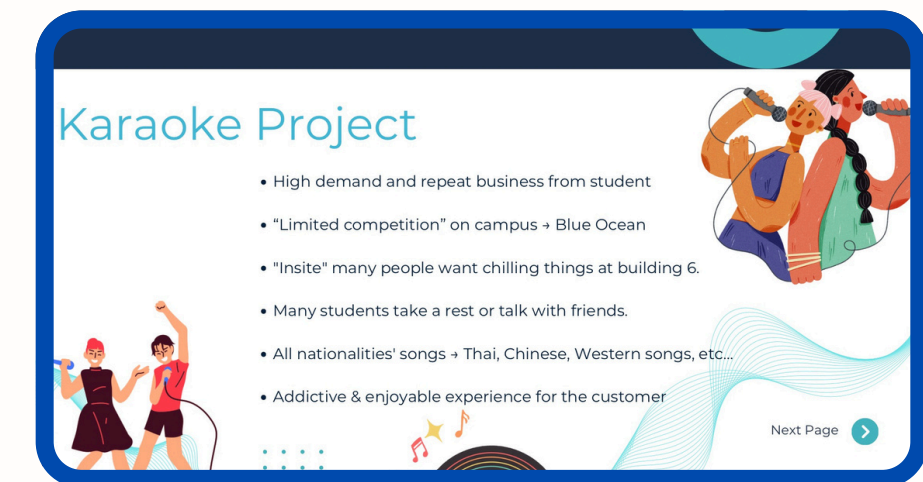 Karaoke Project
• High demand and repeat business from student
• “Limited competition” on campus → Blue Ocean
• "Insite" many people want chilling things at building 6.
• Many students take a rest or talk with friends.
• All nationalities' songs → Thai, Chinese, Western songs, etc...
• Addictive & enjoyable experience for the customer
Next Page